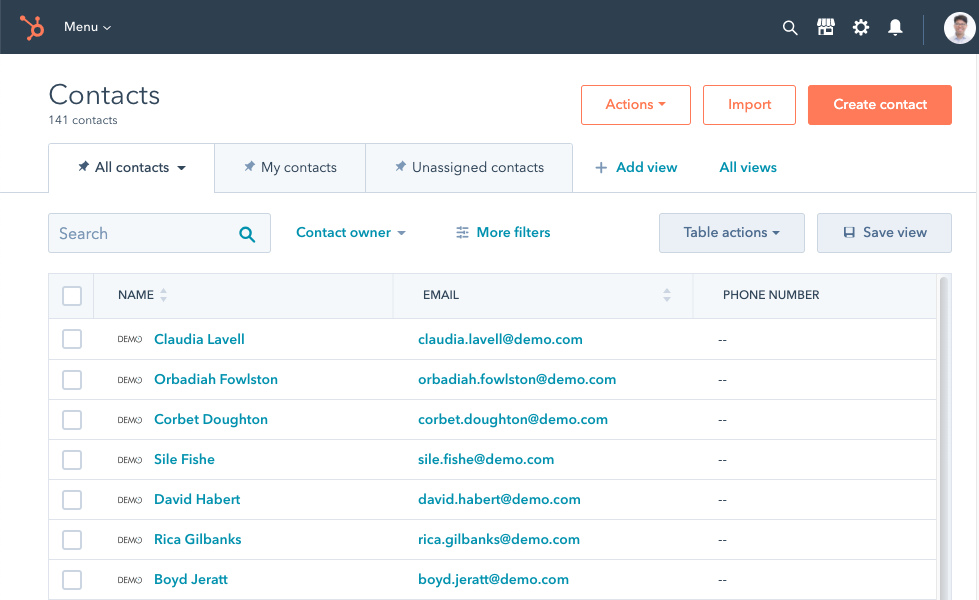 Menu
Contacts
141 contacts
Actions Import Create contact
All contacts My contacts Unassigned contacts Add view All views
Search Contact owner More filters Table actions Save view
NAME EMAIL PHONE NUMBER
DEMO Claudia Lavell claudia.lavell@demo.com --
DEMO Orbadiah Fowlston orbadiah.fowlston@demo.com --
DEMO Corbet Doughton corbet.doughton@demo.com --
DEMO Sile Fishe sile.fishe@demo.com --
DEMO David Habert david.habert@demo.com --
DEMO Rica Gilbanks rica.gilbanks@demo.com --
DEMO Boyd Jeratt boyd.jeratt@demo.com --